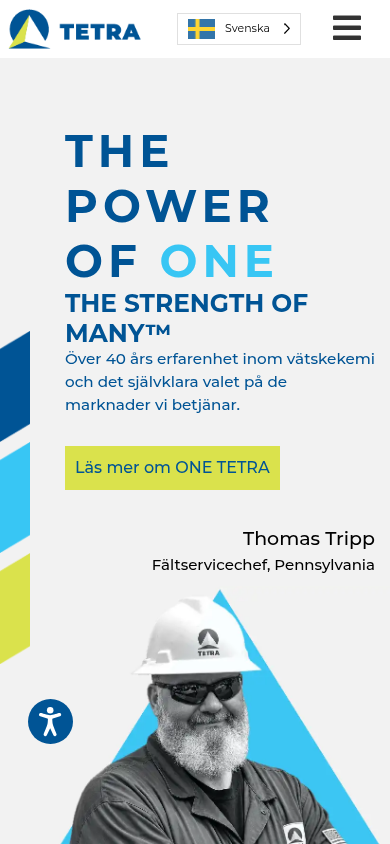 TETRA
Svenska
THE
POWER
OF ONE
THE STRENGTH OF
MANY™
Över 40 års erfarenhet inom vätskekemi
och det självklara valet på de
marknader vi betjänar.
Läs mer om ONE TETRA
Thomas Tripp
Fältservicechef, Pennsylvania
TETRA